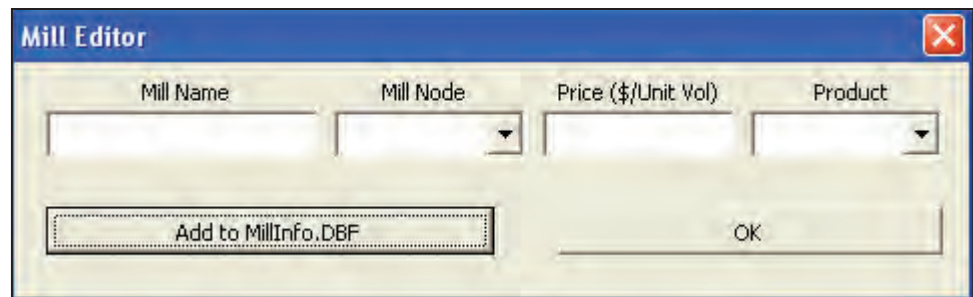 Mill Editor
Mill Name Mill Node Price ($/Unit Vol) Product
Add to MillInfo.DBF OK